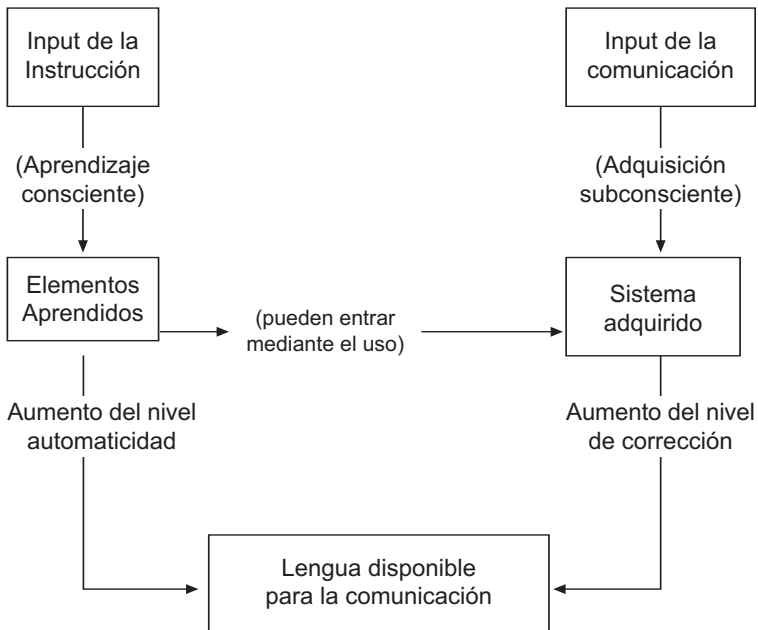 Input de la
Instrucción
Input de la
comunicación
(Aprendizaje
consciente)
(Adquisición
subconsciente)
Elementos
Aprendidos
(pueden entrar
mediante el uso)
Sistema
adquirido
Aumento del nivel
automaticidad
Aumento del nivel
de corrección
Lengua disponible
para la comunicación